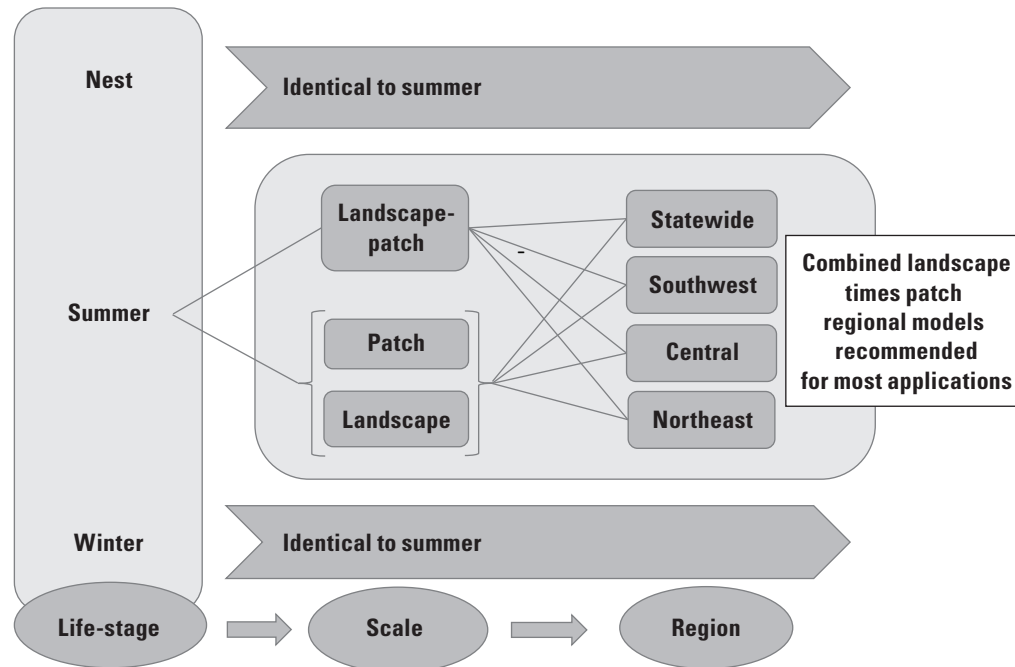 Nest
Identical to summer
Landscape-
patch
Statewide
-
Southwest
Combined landscape
times patch
regional models
recommended
for most applications
Summer
Patch
Central
Landscape
Northeast
Winter
Identical to summer
Life-stage
Scale
Region